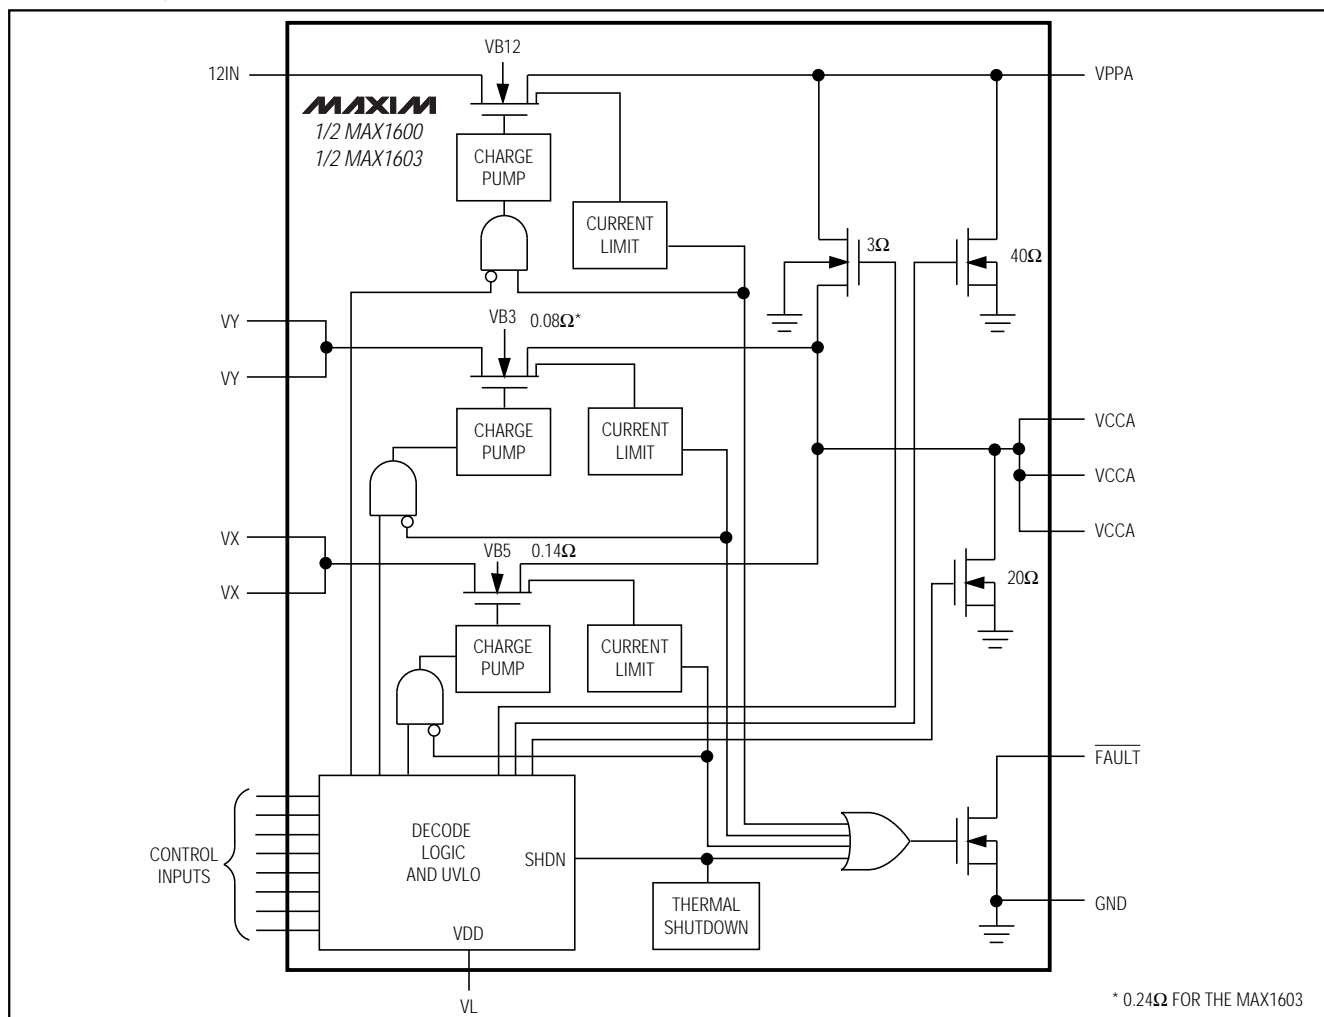 VB12
12IN
VPPA
MAXIM
1/2 MAX1600
1/2 MAX1603
CHARGE
PUMP
CURRENT
LIMIT
3Ω
40Ω
VY
VB3
0.08Ω*
VY
CHARGE
PUMP
CURRENT
LIMIT
VCCA
VCCA
VCCA
VX
VB5
0.14Ω
VX
20Ω
CHARGE
PUMP
CURRENT
LIMIT
FAULT
CONTROL
INPUTS
DECODE
LOGIC
AND UVLO
SHDN
THERMAL
SHUTDOWN
GND
VDD
VL
* 0.24Ω FOR THE MAX1603